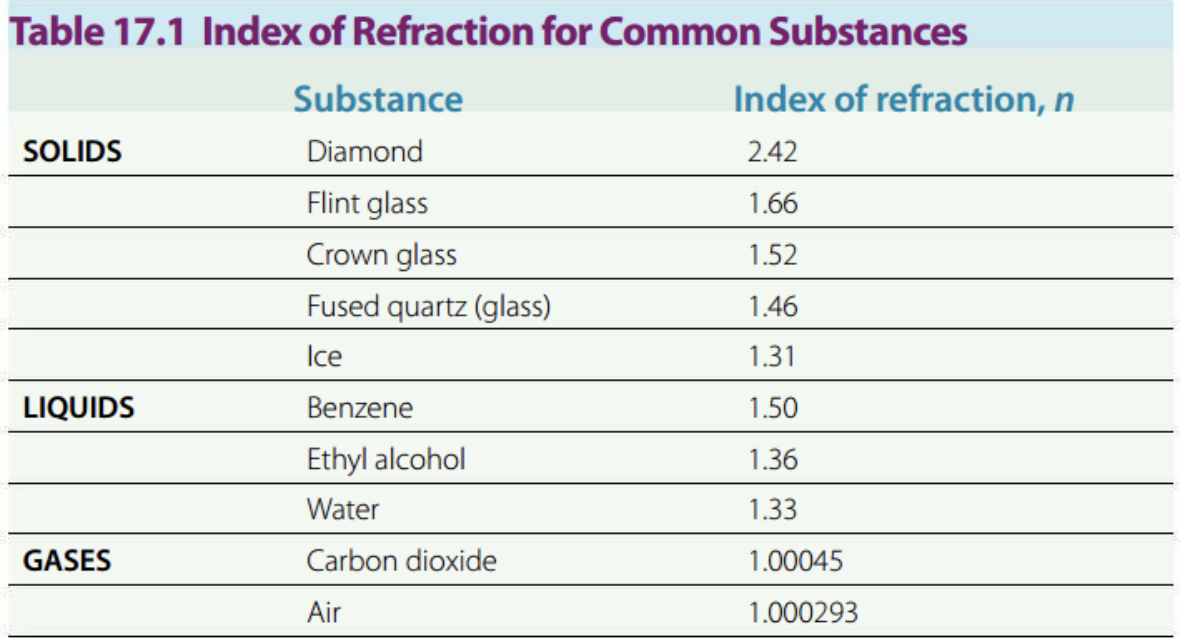 Table 17.1 Index of Refraction for Common Substances
Substance Index of refraction, n
SOLIDS Diamond 2.42
Flint glass 1.66
Crown glass 1.52
Fused quartz (glass) 1.46
Ice 1.31
LIQUIDS Benzene 1.50
Ethyl alcohol 1.36
Water 1.33
GASES Carbon dioxide 1.00045
Air 1.000293